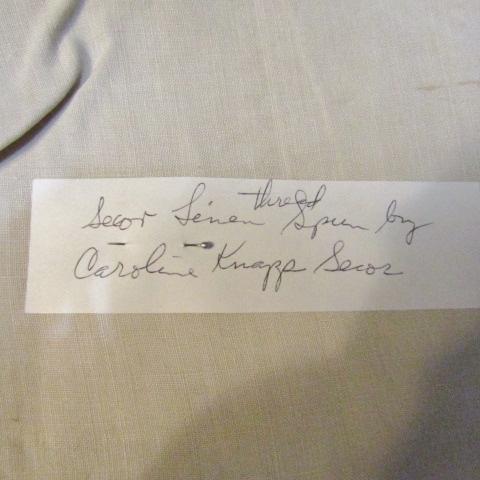 Secor Linen thread Spun by
Caroline Knapp Secor